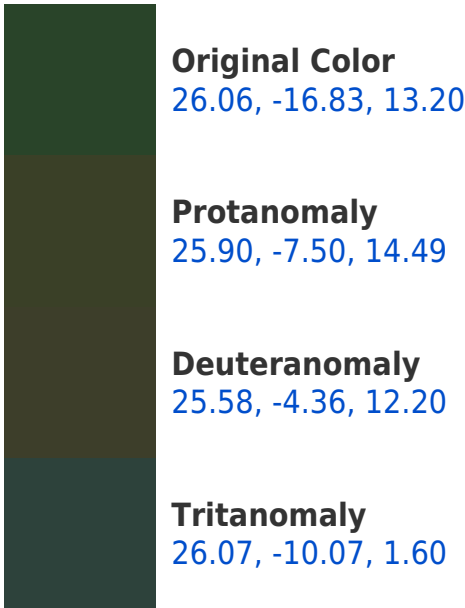 Original Color
26.06, -16.83, 13.20
Protanomaly
25.90, -7.50, 14.49
Deuteranomaly
25.58, -4.36, 12.20
Tritanomaly
26.07, -10.07, 1.60